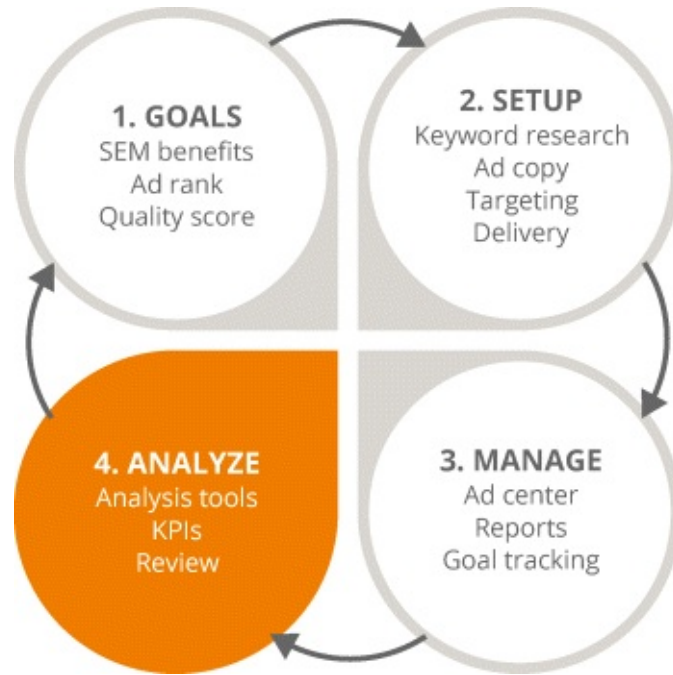 1. GOALS
SEM benefits
Ad rank
Quality score
2. SETUP
Keyword research
Ad copy
Targeting
Delivery
3. MANAGE
Ad center
Reports
Goal tracking
4. ANALYZE
Analysis tools
KPIs
Review